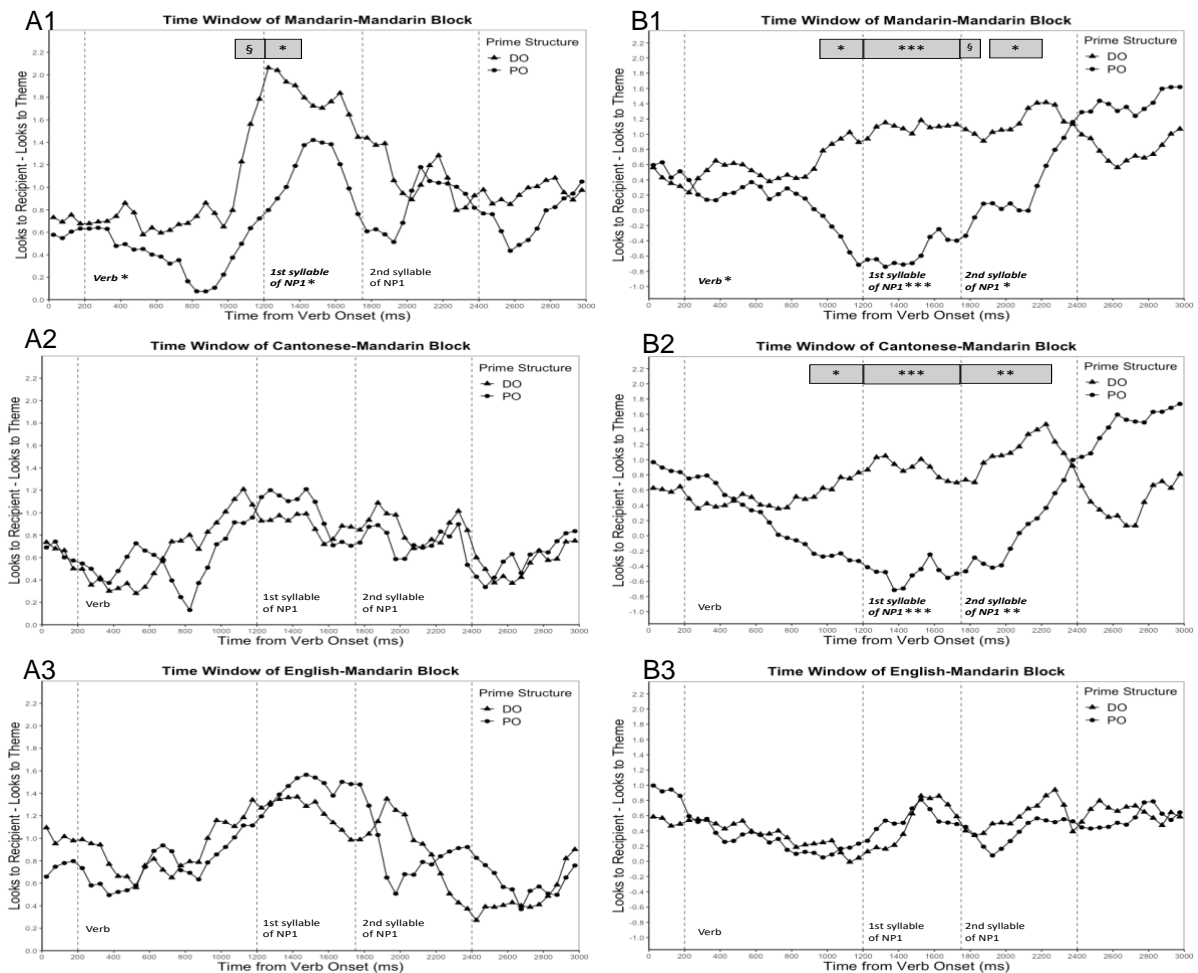 A1
Time Window of Mandarin-Mandarin Block
§ *
Prime Structure
DO
PO
Looks to Recipient - Looks to Theme
2.2
2.0
1.8
1.6
1.4
1.2
1.0
0.8
0.6
0.4
0.2
0.0
Verb *
1st syllable
of NP1 *
2nd syllable
of NP1
0 200 400 600 800 1000 1200 1400 1600 1800 2000 2200 2400 2600 2800 3000
Time from Verb Onset (ms)
B1
Time Window of Mandarin-Mandarin Block
* *** § *
Prime Structure
DO
PO
Looks to Recipient - Looks to Theme
2.2
2.0
1.8
1.6
1.4
1.2
1.0
0.8
0.6
0.4
0.2
0.0
-0.2
-0.4
-0.6
-0.8
-1.0
Verb *
1st syllable
of NP1 ***
2nd syllable
of NP1 *
0 200 400 600 800 1000 1200 1400 1600 1800 2000 2200 2400 2600 2800 3000
Time from Verb Onset (ms)
A2
Time Window of Cantonese-Mandarin Block
Prime Structure
DO
PO
Looks to Recipient - Looks to Theme
2.2
2.0
1.8
1.6
1.4
1.2
1.0
0.8
0.6
0.4
0.2
0.0
Verb
1st syllable
of NP1
2nd syllable
of NP1
0 200 400 600 800 1000 1200 1400 1600 1800 2000 2200 2400 2600 2800 3000
Time from Verb Onset (ms)
B2
Time Window of Cantonese-Mandarin Block
* *** **
Prime Structure
DO
PO
Looks to Recipient - Looks to Theme
2.2
2.0
1.8
1.6
1.4
1.2
1.0
0.8
0.6
0.4
0.2
0.0
-0.2
-0.4
-0.6
-0.8
-1.0
Verb
1st syllable
of NP1 ***
2nd syllable
of NP1 **
0 200 400 600 800 1000 1200 1400 1600 1800 2000 2200 2400 2600 2800 3000
Time from Verb Onset (ms)
A3
Time Window of English-Mandarin Block
Prime Structure
DO
PO
Looks to Recipient - Looks to Theme
2.2
2.0
1.8
1.6
1.4
1.2
1.0
0.8
0.6
0.4
0.2
0.0
Verb
1st syllable
of NP1
2nd syllable
of NP1
0 200 400 600 800 1000 1200 1400 1600 1800 2000 2200 2400 2600 2800 3000
Time from Verb Onset (ms)
B3
Time Window of English-Mandarin Block
Prime Structure
DO
PO
Looks to Recipient - Looks to Theme
2.2
2.0
1.8
1.6
1.4
1.2
1.0
0.8
0.6
0.4
0.2
0.0
-0.2
-0.4
-0.6
-0.8
-1.0
Verb
1st syllable
of NP1
2nd syllable
of NP1
0 200 400 600 800 1000 1200 1400 1600 1800 2000 2200 2400 2600 2800 3000
Time from Verb Onset (ms)